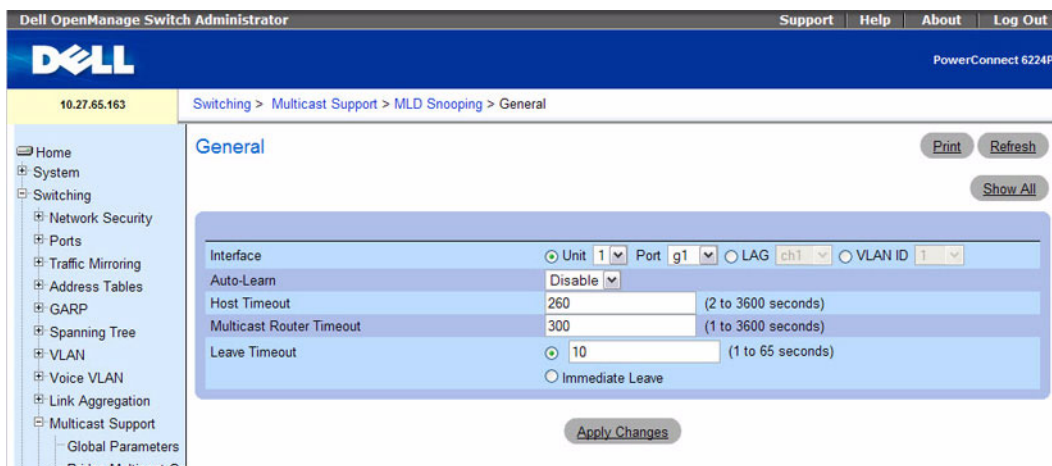 Dell OpenManage Switch Administrator Support Help About Log Out
DELL
PowerConnect 6224P
10.27.65.163
Switching > Multicast Support > MLD Snooping > General
Home
System
Switching
Network Security
Ports
Traffic Mirroring
Address Tables
GARP
Spanning Tree
VLAN
Voice VLAN
Link Aggregation
Multicast Support
Global Parameters
General
Print Refresh
Show All
Interface Unit 1 Port g1 LAG ch1 VLAN ID 1
Auto-Learn Disable
Host Timeout 260 (2 to 3600 seconds)
Multicast Router Timeout 300 (1 to 3600 seconds)
Leave Timeout 10 (1 to 65 seconds)
Immediate Leave
Apply Changes